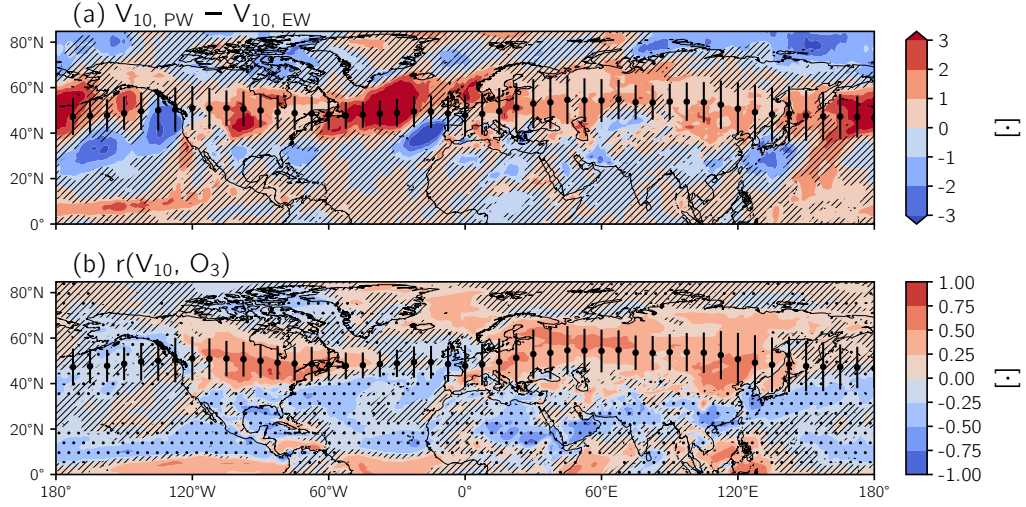 (a) V₁₀, PW − V₁₀, EW
80°N
60°N
40°N
20°N
0°
3
2
1
0
-1
-2
-3
[·]
(b) r(V₁₀, O₃)
80°N
60°N
40°N
20°N
0°
180°
120°W
60°W
0°
60°E
120°E
180°
1.00
0.75
0.50
0.25
0.00
-0.25
-0.50
-0.75
-1.00
[·]